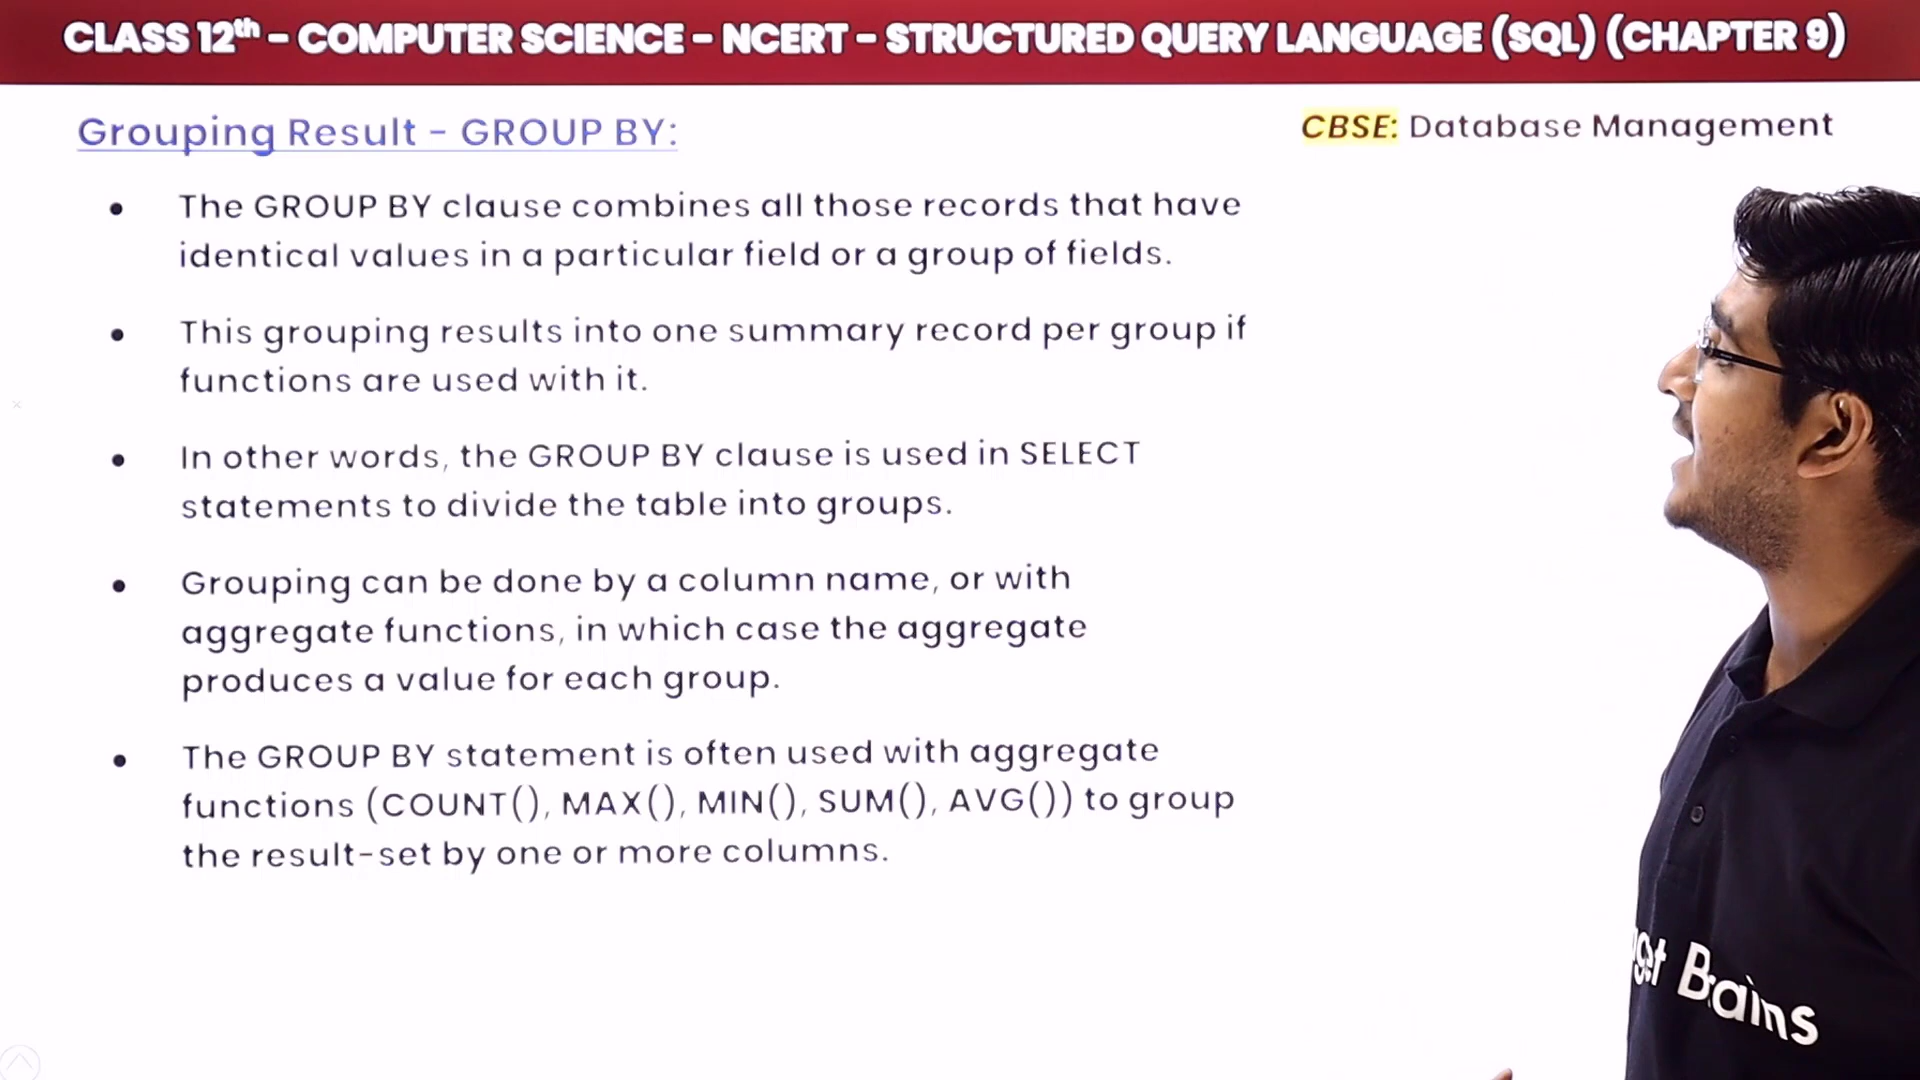 CLASS 12th – COMPUTER SCIENCE – NCERT – STRUCTURED QUERY LANGUAGE (SQL) (CHAPTER 9)
Grouping Result - GROUP BY:
CBSE: Database Management
• The GROUP BY clause combines all those records that have
identical values in a particular field or a group of fields.
• This grouping results into one summary record per group if
functions are used with it.
• In other words, the GROUP BY clause is used in SELECT
statements to divide the table into groups.
• Grouping can be done by a column name, or with
aggregate functions, in which case the aggregate
produces a value for each group.
• The GROUP BY statement is often used with aggregate
functions (COUNT(), MAX(), MIN(), SUM(), AVG()) to group
the result-set by one or more columns.
Brains